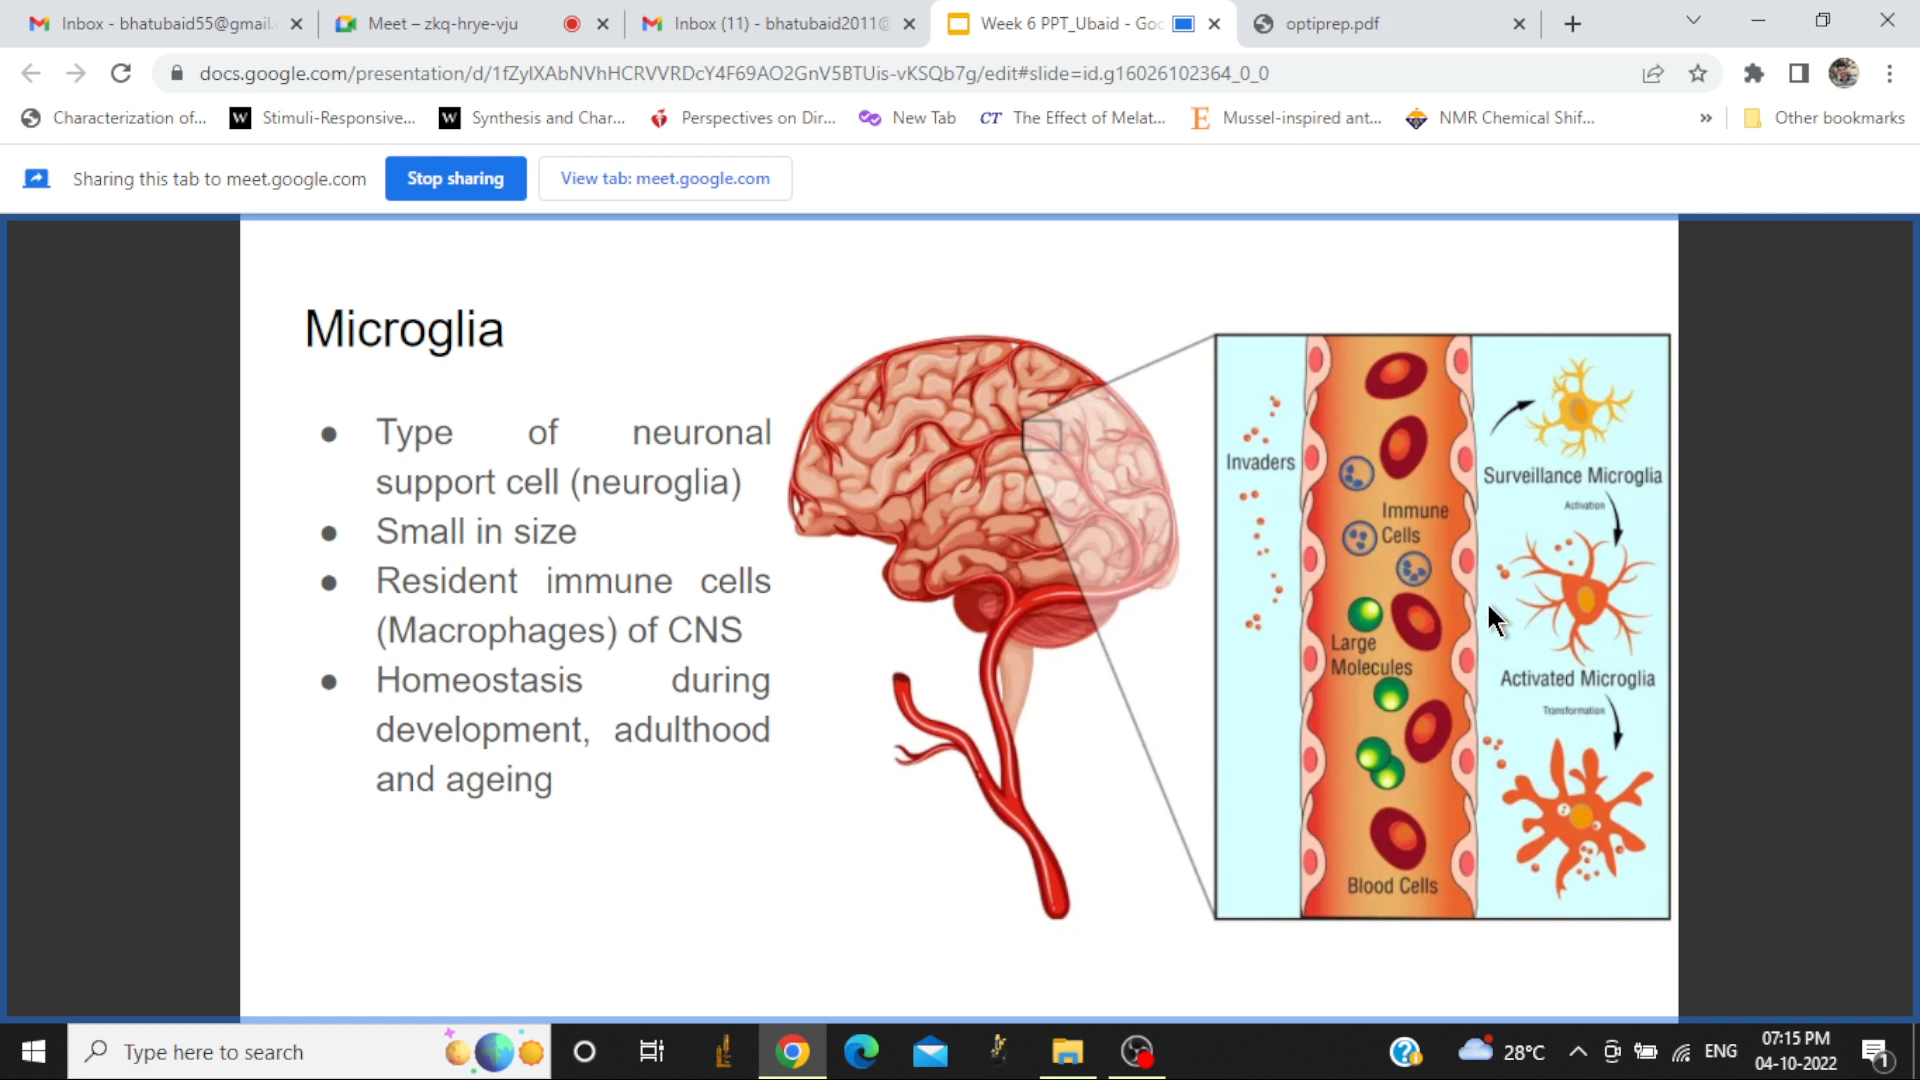 Inbox - bhatubaid55@gmail.
Meet – zkq-hrye-vju
Inbox (11) - bhatubaid2011@
Week 6 PPT_Ubaid - Goo
optiprep.pdf
docs.google.com/presentation/d/1fZylXAbNVhHCRVVRDcY4F69AO2GnV5BTUis-vKSQb7g/edit#slide=id.g16026102364_0_0
Characterization of...
W Stimuli-Responsive...
W Synthesis and Char...
Perspectives on Dir...
New Tab
CT The Effect of Melat...
E Mussel-inspired ant...
NMR Chemical Shif...
»
Other bookmarks
Sharing this tab to meet.google.com
Stop sharing
View tab: meet.google.com
Microglia
● Type of neuronal
support cell (neuroglia)
● Small in size
● Resident immune cells
(Macrophages) of CNS
● Homeostasis during
development, adulthood
and ageing
Invaders
Immune
Cells
Large
Molecules
Blood Cells
Surveillance Microglia
Activation
Activated Microglia
Transformation
Type here to search
28°C
ENG
07:15 PM
04-10-2022
1